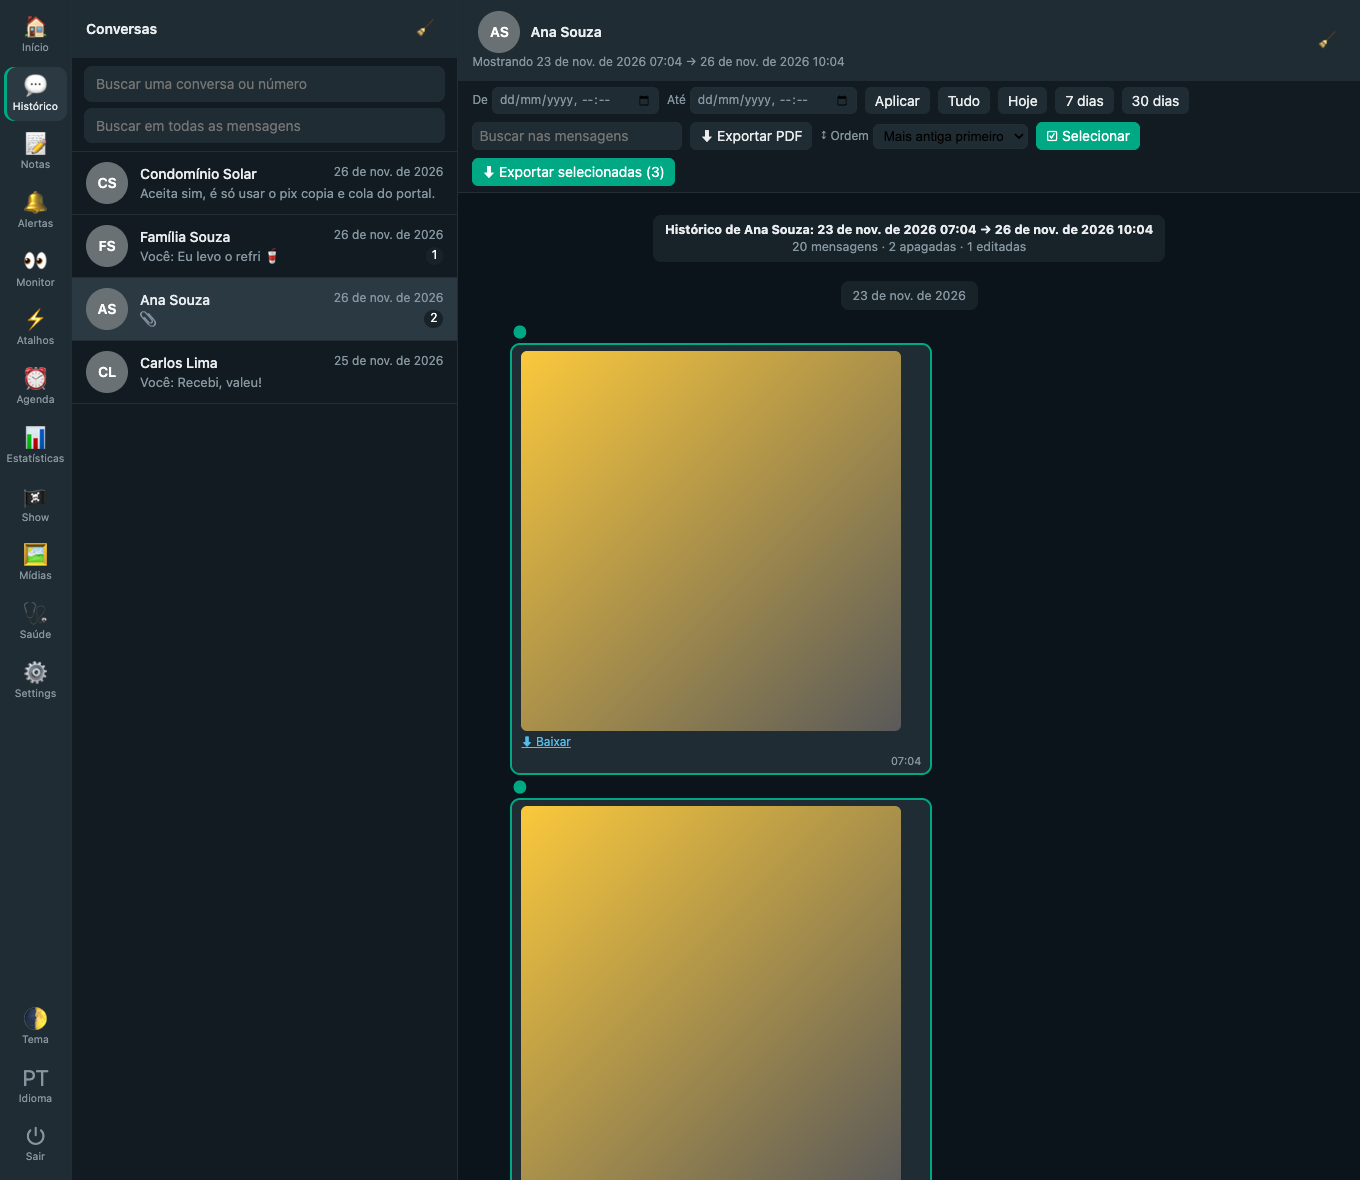 Início
Histórico
Notas
Alertas
Monitor
Atalhos
Agenda
Estatísticas
Show
Mídias
Saúde
Settings
Tema
PT
Idioma
Sair
Conversas
Buscar uma conversa ou número
Buscar em todas as mensagens
CS
Condomínio Solar
26 de nov. de 2026
Aceita sim, é só usar o pix copia e cola do portal.
FS
Família Souza
26 de nov. de 2026
Você: Eu levo o refri 🥤
1
AS
Ana Souza
26 de nov. de 2026
📎
2
CL
Carlos Lima
25 de nov. de 2026
Você: Recebi, valeu!
AS
Ana Souza
Mostrando 23 de nov. de 2026 07:04 → 26 de nov. de 2026 10:04
De dd/mm/yyyy, --:-- Até dd/mm/yyyy, --:-- Aplicar Tudo Hoje 7 dias 30 dias
Buscar nas mensagens ⬇ Exportar PDF ↕ Ordem Mais antiga primeiro ☑ Selecionar
⬇ Exportar selecionadas (3)
Histórico de Ana Souza: 23 de nov. de 2026 07:04 → 26 de nov. de 2026 10:04
20 mensagens · 2 apagadas · 1 editadas
23 de nov. de 2026
⬇ Baixar
07:04